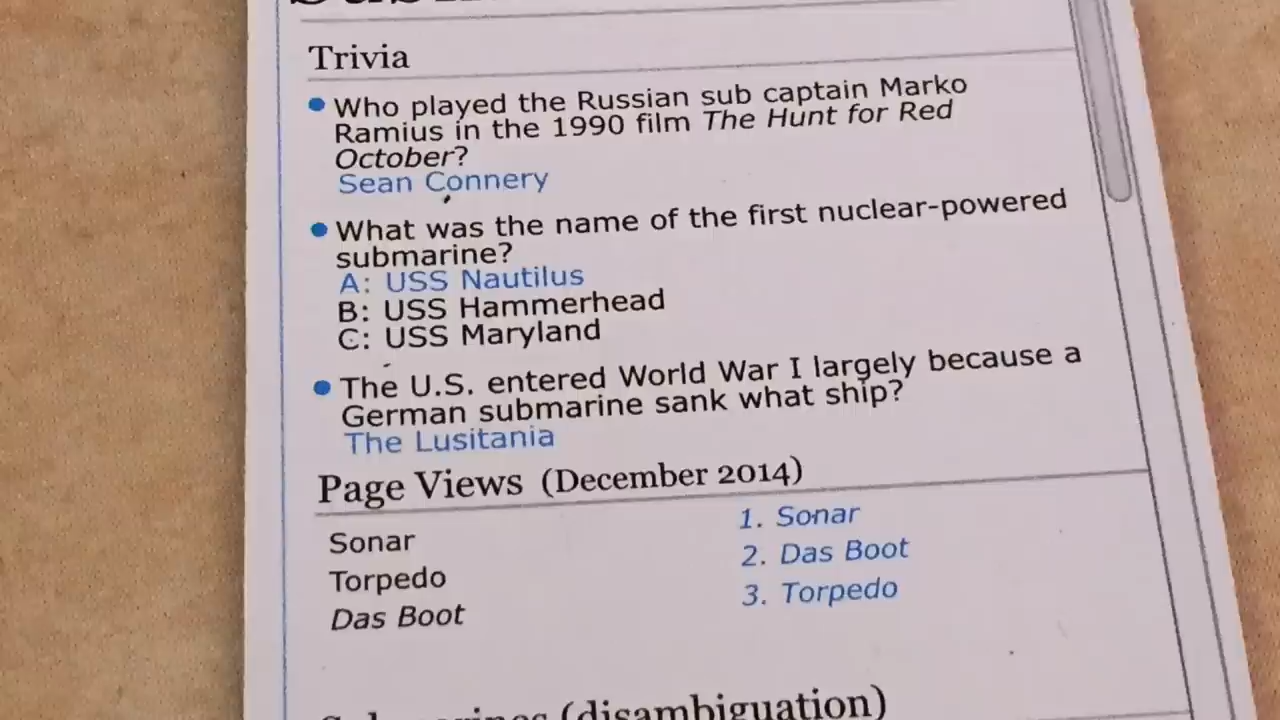 Trivia
• Who played the Russian sub captain Marko
Ramius in the 1990 film The Hunt for Red
October?
Sean Connery
• What was the name of the first nuclear-powered
submarine?
A: USS Nautilus
B: USS Hammerhead
C: USS Maryland
• The U.S. entered World War I largely because a
German submarine sank what ship?
The Lusitania
Page Views (December 2014)
Sonar
Torpedo
Das Boot
1. Sonar
2. Das Boot
3. Torpedo
(disambiguation)